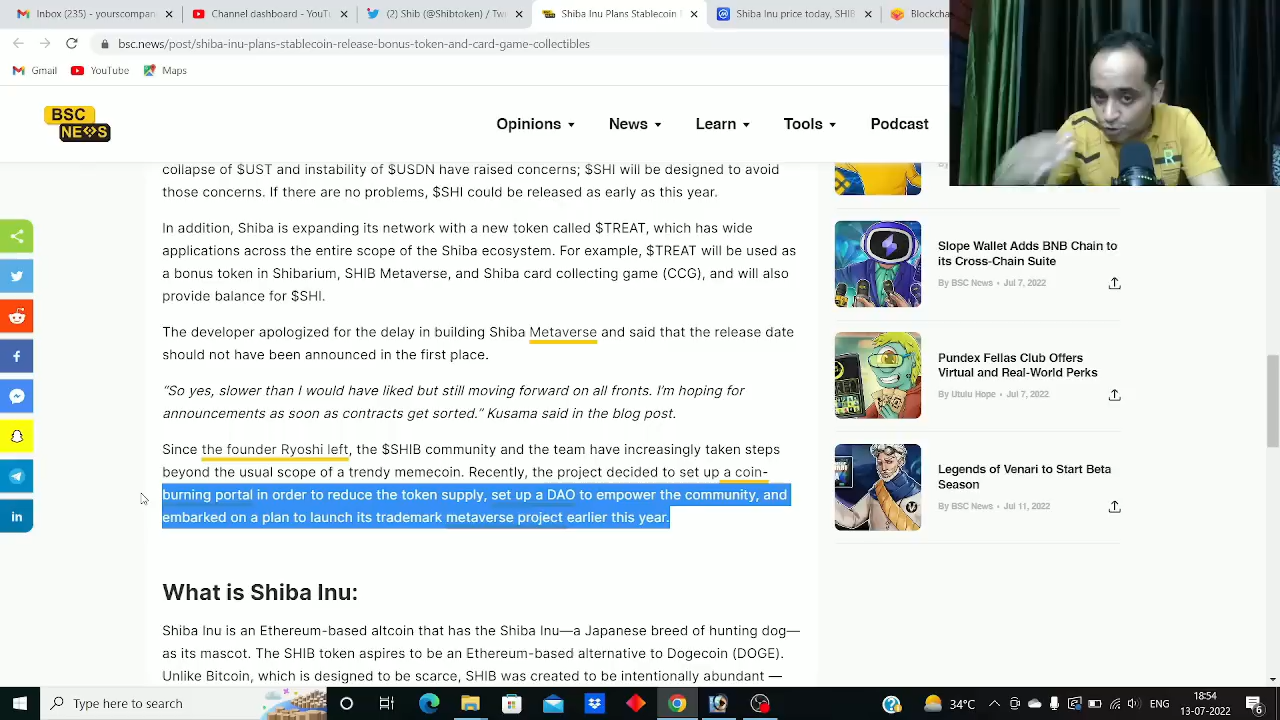 Inbox (235
YouTube
(2) Shib (@Shibtoken) / Tw
Shiba Inu Coin to Release B
Shiba Inu price today, SHIB
Blockch
bsc.news/post/shiba-inu-stablecoin-release-bonus-token-and-card-game-collectibles
Gmail
YouTube
Maps
BSC
NEWS
Opinions
News
Learn
Tools
Podcast
collapse of $UST and instability of $USDN have raised concerns; $SHI will be designed to avoid
those concerns. If there are no problems, $SHI could be released as early as this year.
In addition, Shiba is expanding its network with a new token called $TREAT, which has wide
applications across the entire scope of the Shiba ecosystem. For example, $TREAT will be used as
a bonus token in Shibarium, SHIB Metaverse, and Shiba card collecting game (CCG), and will also
provide balance for $SHI.
The developer apologized for the delay in building Shiba Metaverse and said that the release date
should not have been announced in the first place.
“So yes, slower than I would have liked but still moving forward on all fronts. I’m hoping for
announcements as soon as contracts get sorted.” Kusama said in the blog post.
Since the founder Ryoshi left, the $SHIB community and the team have increasingly taken steps
beyond the usual scope of a trendy memecoin. Recently, the project decided to set up a coin-
burning portal in order to reduce the token supply, set up a DAO to empower the community, and
embarked on a plan to launch its trademark metaverse project earlier this year.
What is Shiba Inu:
Shiba Inu is an Ethereum-based altcoin that has the Shiba Inu—a Japanese breed of hunting dog—
as its mascot. The SHIB token aspires to be an Ethereum-based alternative to Dogecoin (DOGE).
Unlike Bitcoin, which is designed to be scarce, SHIB was created to be intentionally abundant —
By
Slope Wallet Adds BNB Chain to
its Cross-Chain Suite
By BSC News • Jul 7, 2022
Pundex Fellas Club Offers
Virtual and Real-World Perks
By Utulu Hope • Jul 7, 2022
Legends of Venari to Start Beta
Season
By BSC News • Jul 11, 2022
R
Type here to search
34°C
18:54
13-07-2022
6